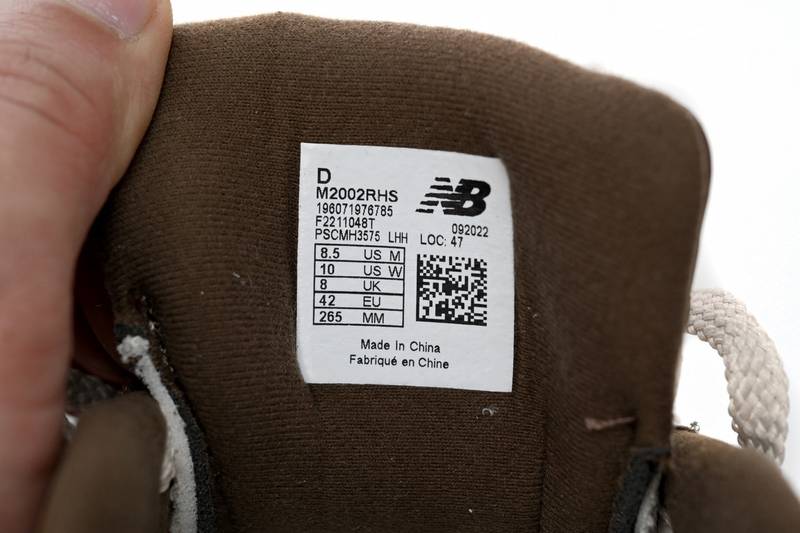 D
M2002RHS
NB
196071976785
F2211048T
092022
PSCMH3575 LHH LOC: 47
8.5 US M
10 US W
8 UK
42 EU
265 MM
Made In China
Fabriqué en Chine